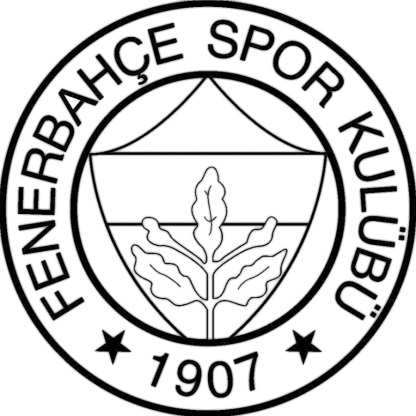 FENERBAHÇE SPOR KULÜBÜ
1907